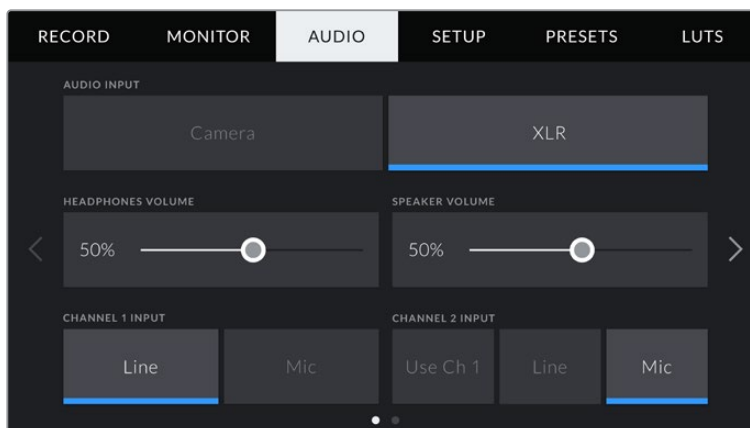 RECORD MONITOR AUDIO SETUP PRESETS LUTS
AUDIO INPUT
Camera XLR
HEADPHONES VOLUME SPEAKER VOLUME
50% 50%
CHANNEL 1 INPUT CHANNEL 2 INPUT
Line Mic Use Ch 1 Line Mic